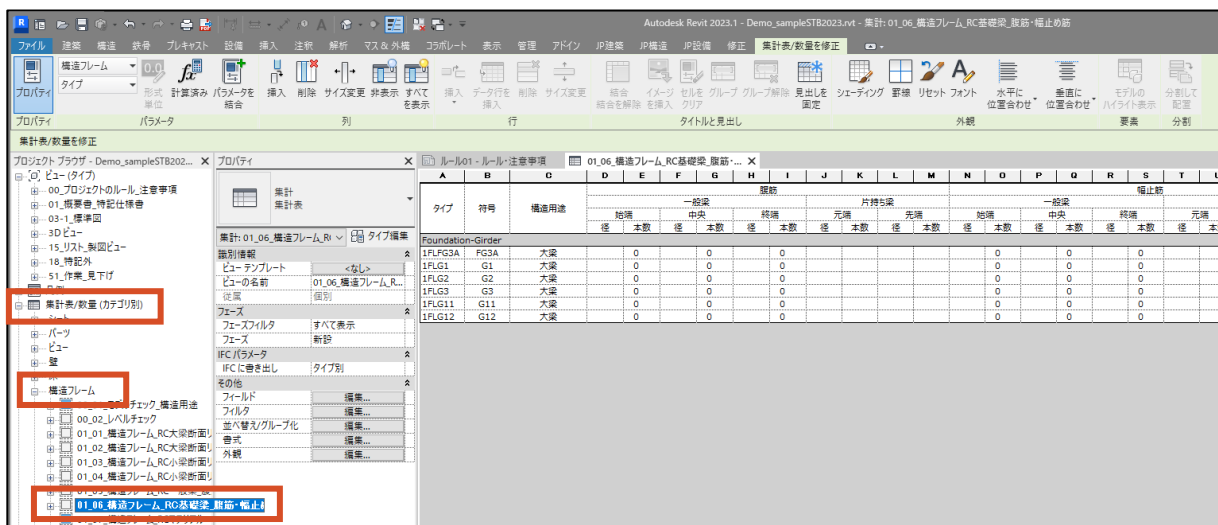 Autodesk Revit 2023.1 - Demo_sampleSTB2023.rvt - 集計: 01_06_構造フレーム_RC基礎梁_腹筋・幅止め筋
ファイル 建築 構造 鉄骨 プレキャスト 設備 挿入 注釈 解析 マス & 外構 コラボレート 表示 管理 アドイン JP建築 JP構造 JP設備 修正 集計表/数量を修正
構造フレーム
タイプ
プロパティ 形式 単位 計算済み パラメータを 結合 挿入 削除 サイズ変更 非表示 すべて を表示 挿入 データ行を 挿入 削除 サイズ変更 結合 結合を解除 イメージ を挿入 セルを クリア グループ グループ解除 見出しを 固定 シェーディング 罫線 リセット フォント 水平に 位置合わせ 垂直に 位置合わせ モデルの ハイライト表示 分割して 配置
プロパティ パラメータ 列 行 タイトルと見出し 外観 要素 分割
集計表/数量を修正
プロジェクト ブラウザ - Demo_sampleSTB202...
ビュー (タイプ)
00_プロジェクトのルール_注意事項
01_概要書_特記仕様書
03-1_標準図
3D ビュー
15_リスト_製図ビュー
18_特記外
51_作業_見下げ
集計表/数量 (カテゴリ別)
シート
パーツ
ビュー
壁
構造フレーム
チェック_構造用途
00_02_レベルチェック
01_01_構造フレーム_RC大梁断面リ
01_02_構造フレーム_RC大梁断面リ
01_03_構造フレーム_RC小梁断面リ
01_04_構造フレーム_RC小梁断面リ
01_06_構造フレーム_RC基礎梁_腹筋・幅止め
プロパティ
集計
集計表
集計: 01_06_構造フレーム_R タイプ編集
識別情報
ビュー テンプレート <なし>
ビューの名前 01_06_構造フレーム_R...
従属 個別
フェーズ
フェーズフィルタ すべて表示
フェーズ 新設
IFC パラメータ
IFC に書き出し タイプ別
その他
フィールド 編集...
フィルタ 編集...
並べ替え/グループ化 編集...
書式 編集...
外観 編集...
ルール01 - ルール・注意事項 01_06_構造フレーム_RC基礎梁_腹筋・...
A B C D E F G H I J K L M N O P Q R S T
腹筋 幅止筋
タイプ 符号 構造用途 一般梁 片持ち梁 一般梁
始端 中央 終端 元端 先端 始端 中央 終端 元端
径 本数 径 本数 径 本数 径 本数 径 本数 径 本数 径 本数 径 本数 径
Foundation-Girder
1FLFG3A FG3A 大梁 0 0 0 0 0 0
1FLG1 G1 大梁 0 0 0 0 0 0
1FLG2 G2 大梁 0 0 0 0 0 0
1FLG3 G3 大梁 0 0 0 0 0 0
1FLG11 G11 大梁 0 0 0 0 0 0
1FLG12 G12 大梁 0 0 0 0 0 0